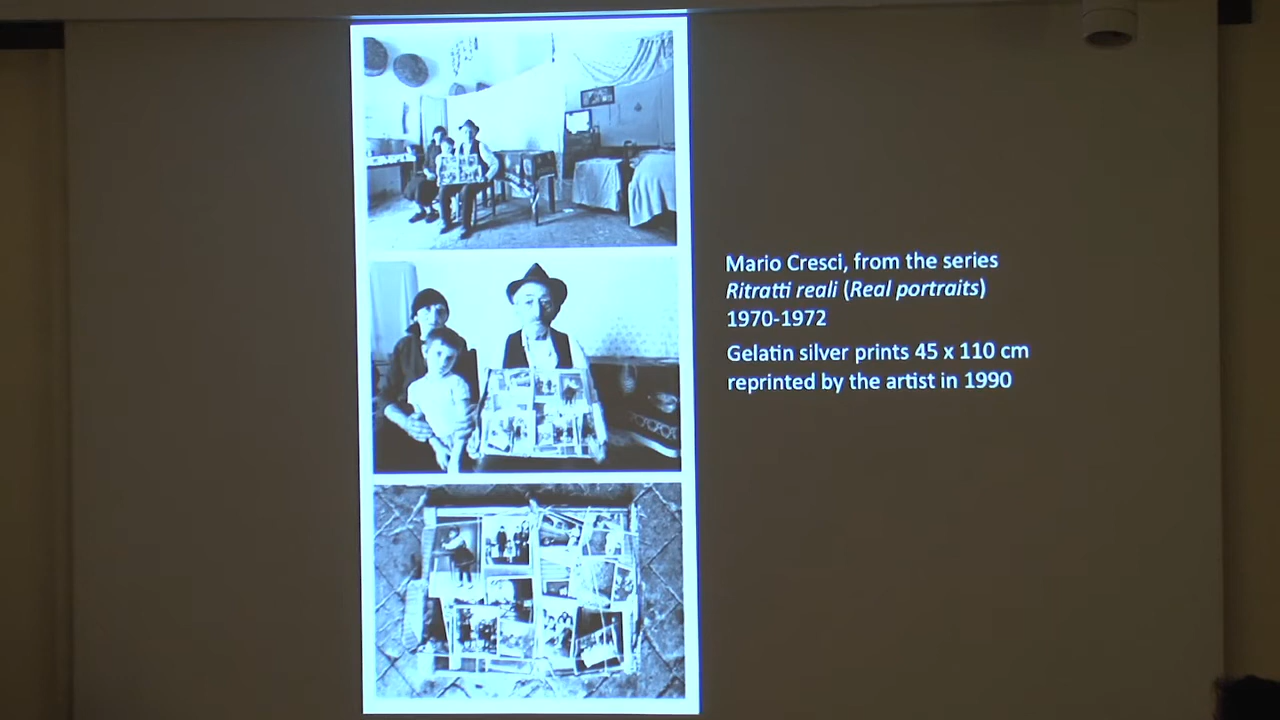 Mario Cresci, from the series
Ritratti reali (Real portraits)
1970-1972
Gelatin silver prints 45 x 110 cm
reprinted by the artist in 1990